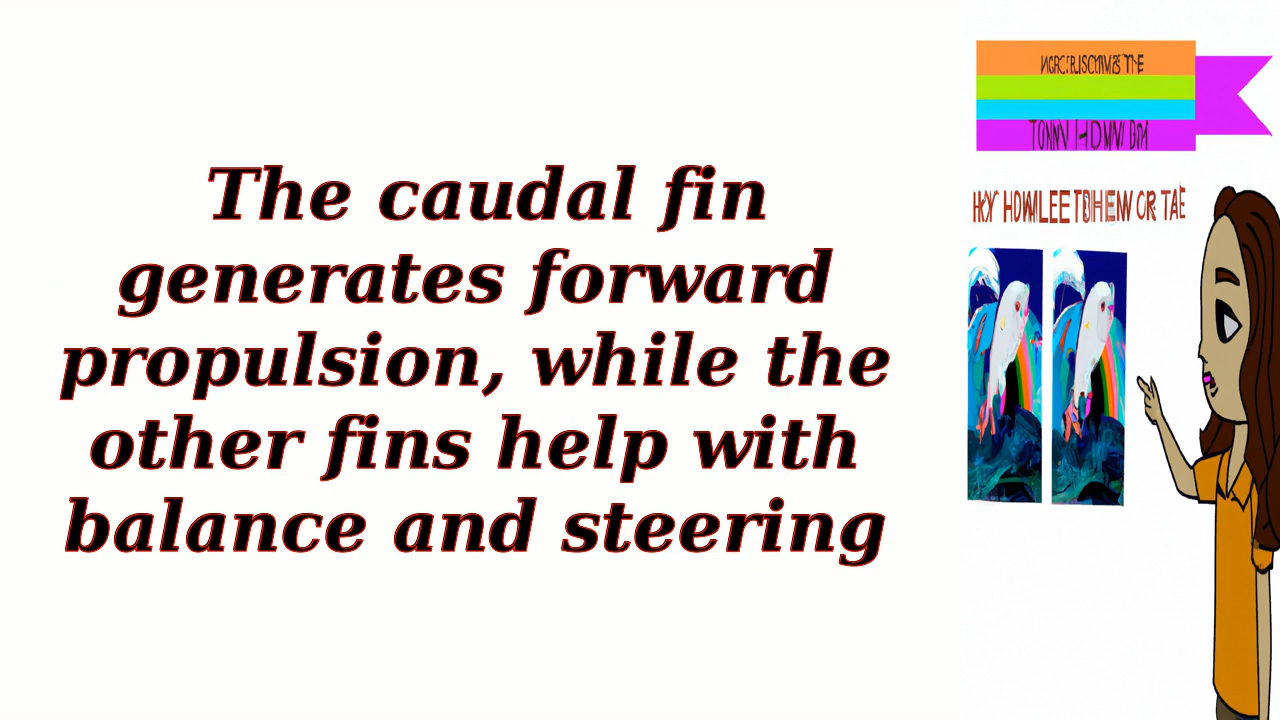 The caudal fin
generates forward
propulsion, while the
other fins help with
balance and steering